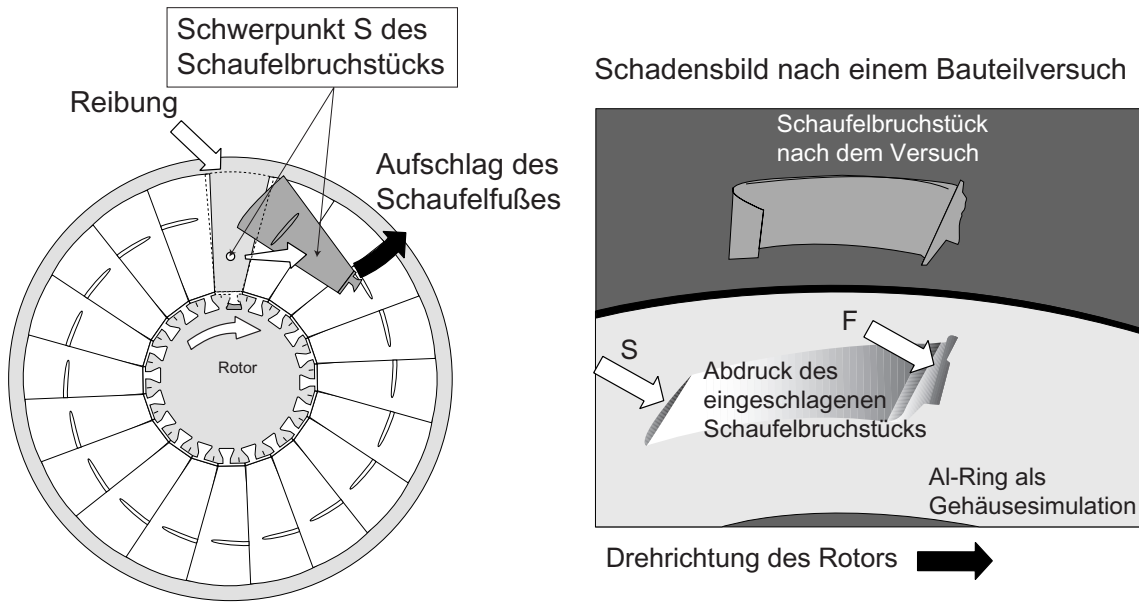 Schwerpunkt S des
Schaufelbruchstücks
Reibung
Aufschlag des
Schaufelfußes
Rotor
Schadensbild nach einem Bauteilversuch
Schaufelbruchstück
nach dem Versuch
F
S
Abdruck des
eingeschlagenen
Schaufelbruchstücks
Al-Ring als
Gehäusesimulation
Drehrichtung des Rotors